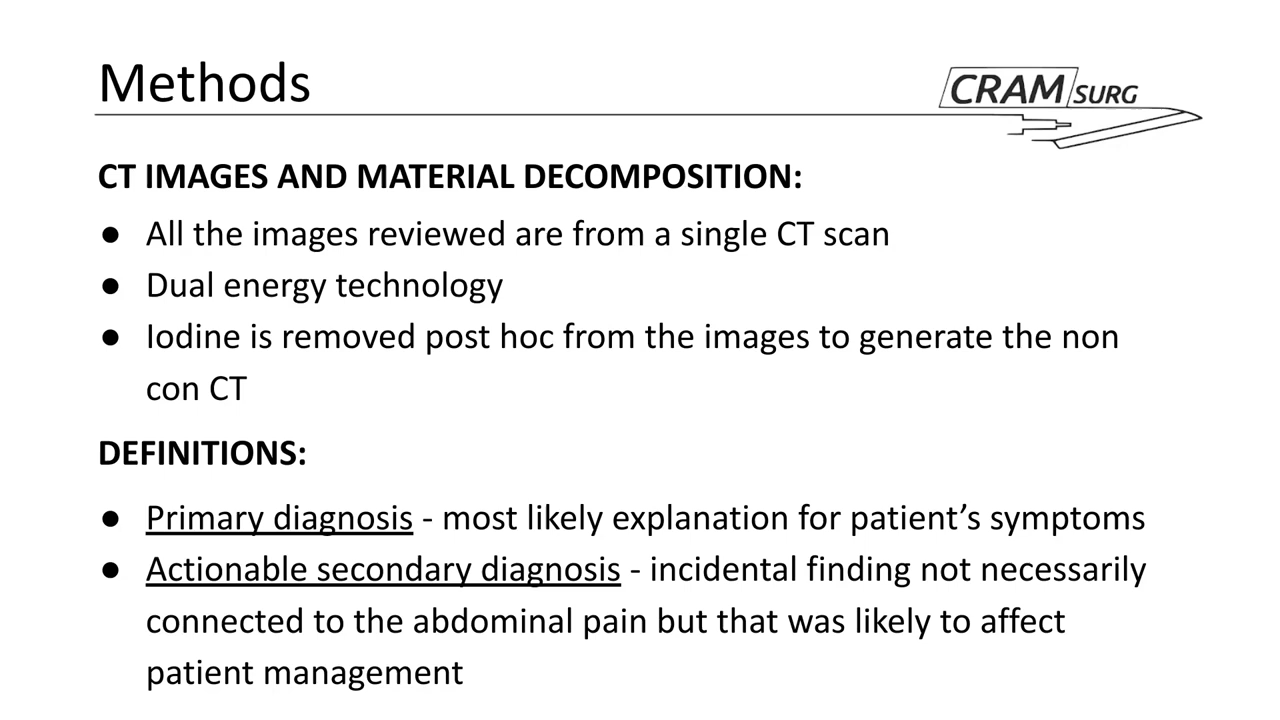 Methods
CRAM SURG
CT IMAGES AND MATERIAL DECOMPOSITION:
● All the images reviewed are from a single CT scan
● Dual energy technology
● Iodine is removed post hoc from the images to generate the non
con CT
DEFINITIONS:
● Primary diagnosis - most likely explanation for patient’s symptoms
● Actionable secondary diagnosis - incidental finding not necessarily
connected to the abdominal pain but that was likely to affect
patient management